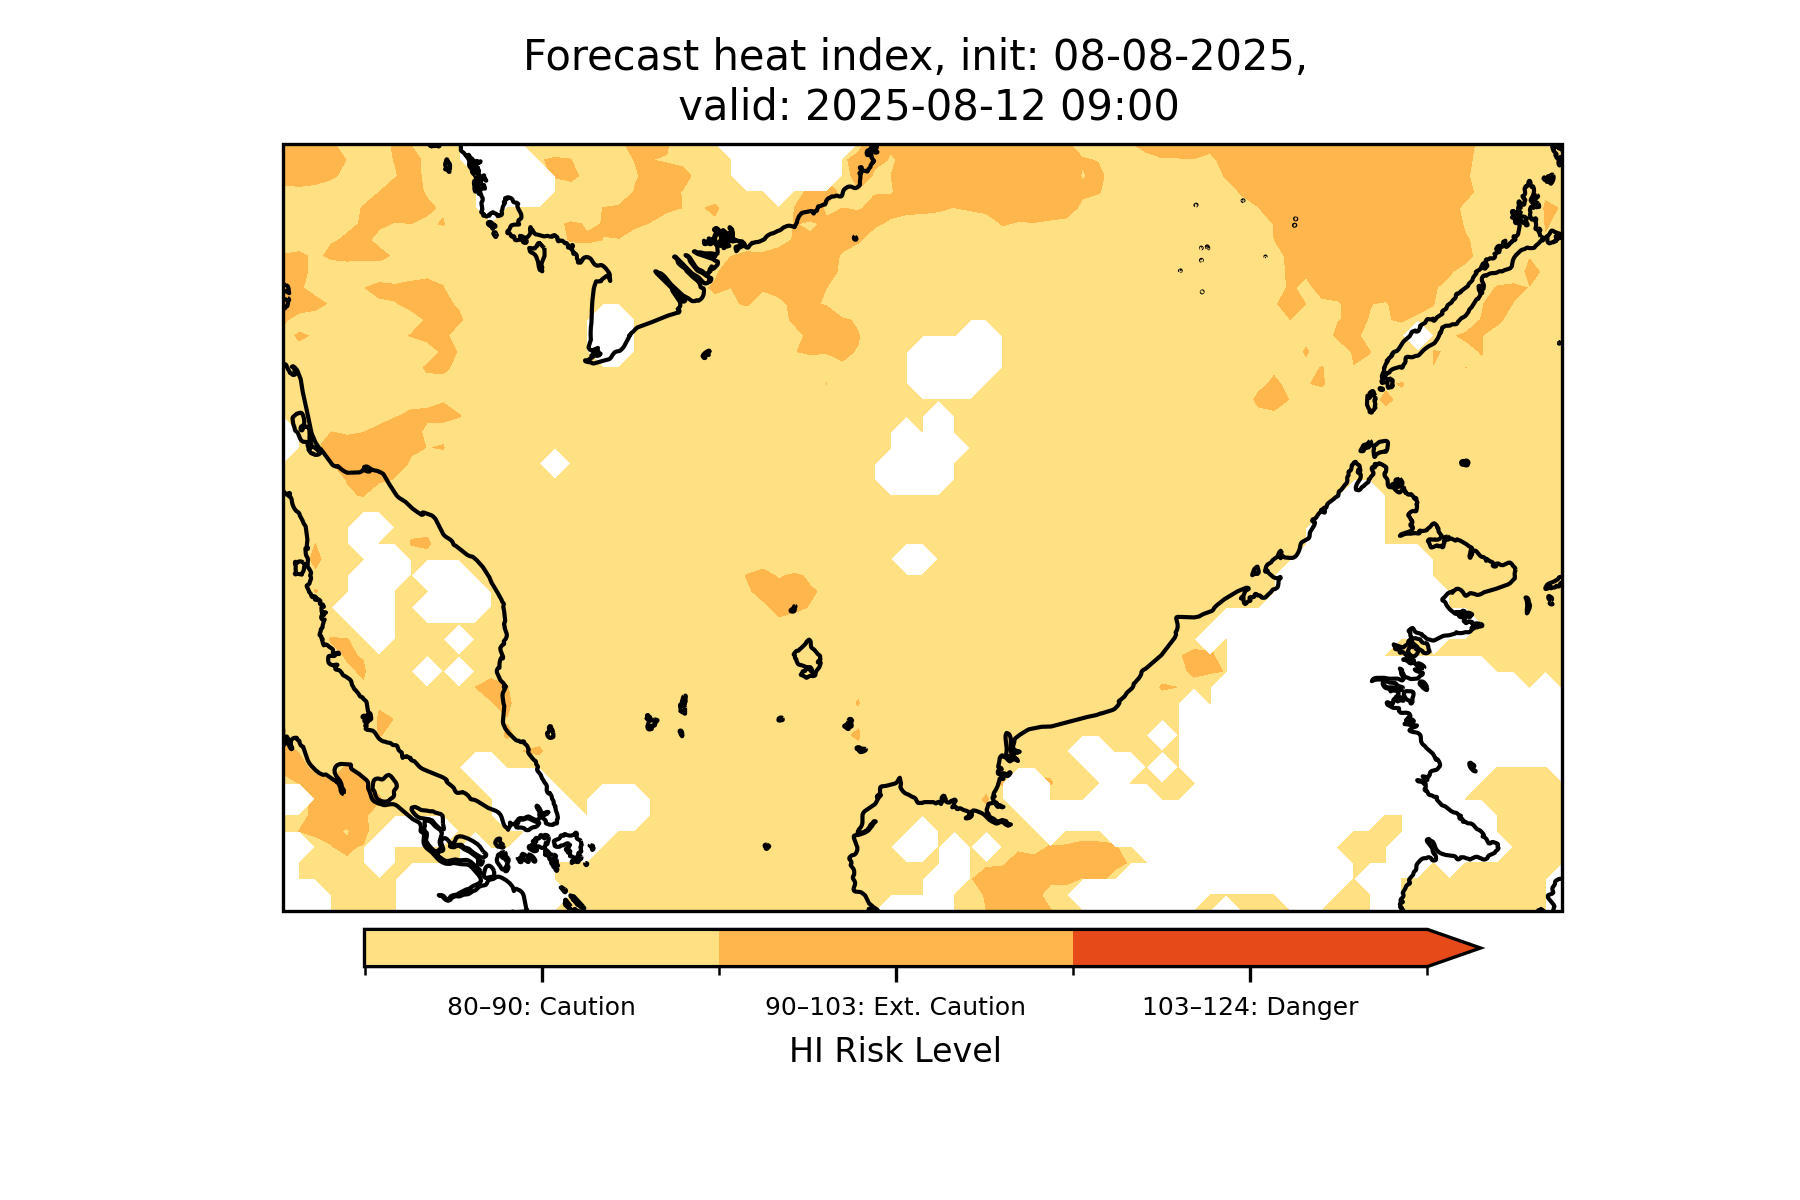 Forecast heat index, init: 08-08-2025,
valid: 2025-08-12 09:00
80–90: Caution
90–103: Ext. Caution
103–124: Danger
HI Risk Level